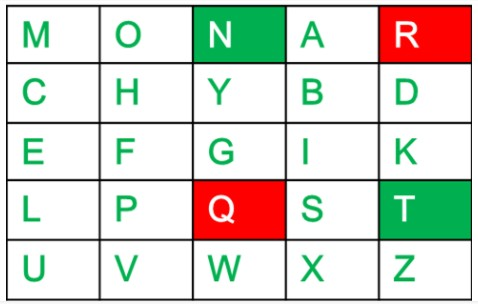 M O N A R
C H Y B D
E F G I K
L P Q S T
U V W X Z